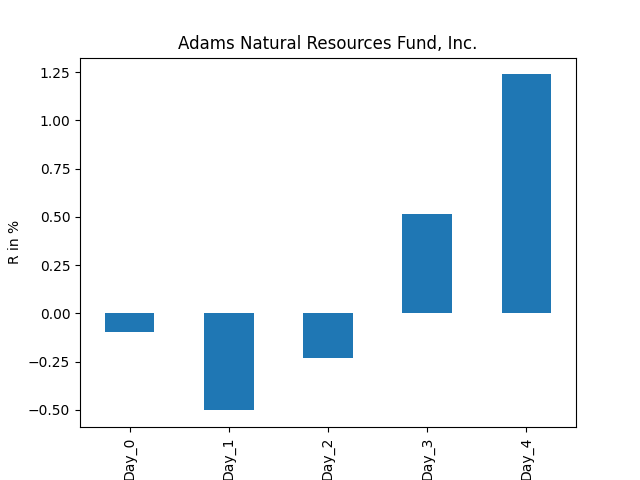 Adams Natural Resources Fund, Inc.
R in %
1.25
1.00
0.75
0.50
0.25
0.00
−0.25
−0.50
Day_0
Day_1
Day_2
Day_3
Day_4